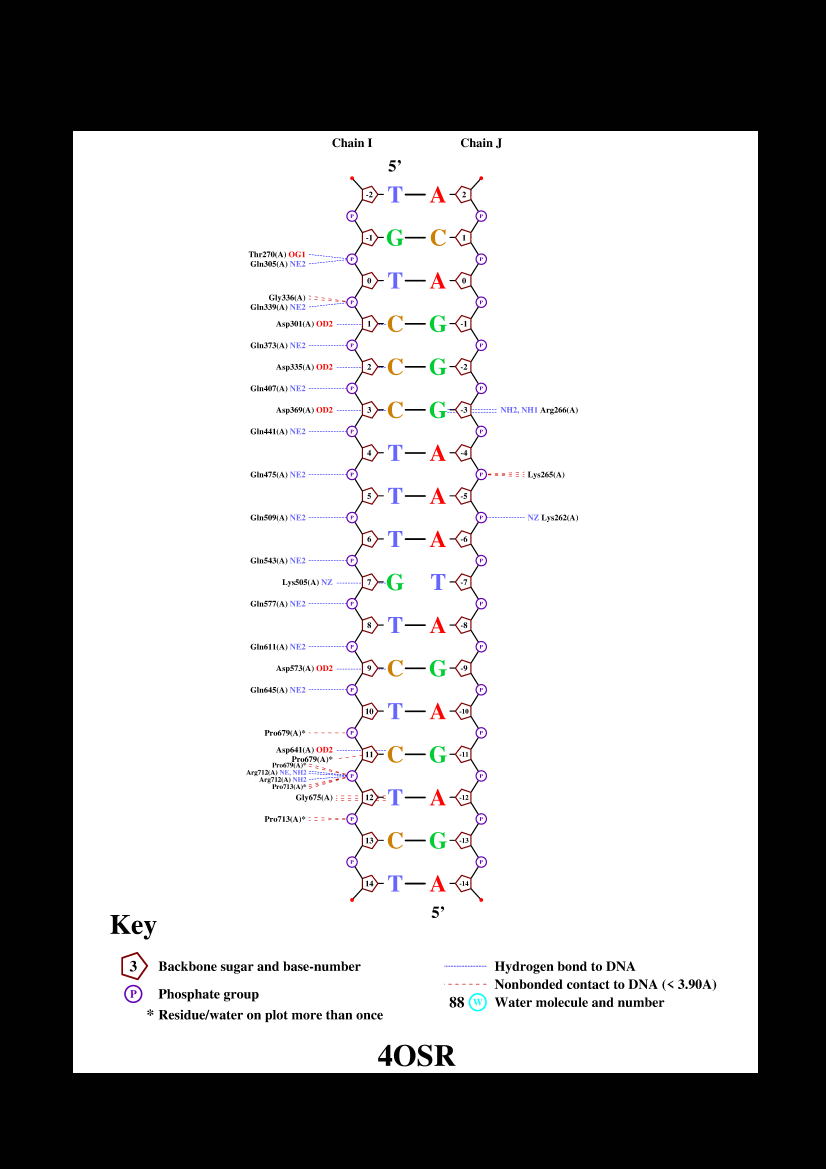 Chain I Chain J
5’
-2 T A 2
P P
-1 G C 1
Thr270(A) OG1
Gln305(A) NE2 P P
0 T A 0
Gly336(A)
Gln339(A) NE2 P P
Asp301(A) OD2 1 C G -1
Gln373(A) NE2 P P
Asp335(A) OD2 2 C G -2
Gln407(A) NE2 P P
Asp369(A) OD2 3 C G -3 NH2, NH1 Arg266(A)
Gln441(A) NE2 P P
4 T A -4
Gln475(A) NE2 P P Lys265(A)
5 T A -5
Gln509(A) NE2 P P NZ Lys262(A)
6 T A -6
Gln543(A) NE2 P P
Lys505(A) NZ 7 G T -7
Gln577(A) NE2 P P
8 T A -8
Gln611(A) NE2 P P
Asp573(A) OD2 9 C G -9
Gln645(A) NE2 P P
10 T A -10
Pro679(A)* P P
Asp641(A) OD2
Pro679(A)* 11 C G -11
Pro679(A)*
Arg712(A) NE, NH2 P P
Arg712(A) NH2
Pro713(A)*
Gly675(A) 12 T A -12
Pro713(A)* P P
13 C G -13
P P
14 T A -14
5’
Key
3 Backbone sugar and base-number
P Phosphate group
* Residue/water on plot more than once
Hydrogen bond to DNA
Nonbonded contact to DNA (< 3.90A)
88 W Water molecule and number
4OSR